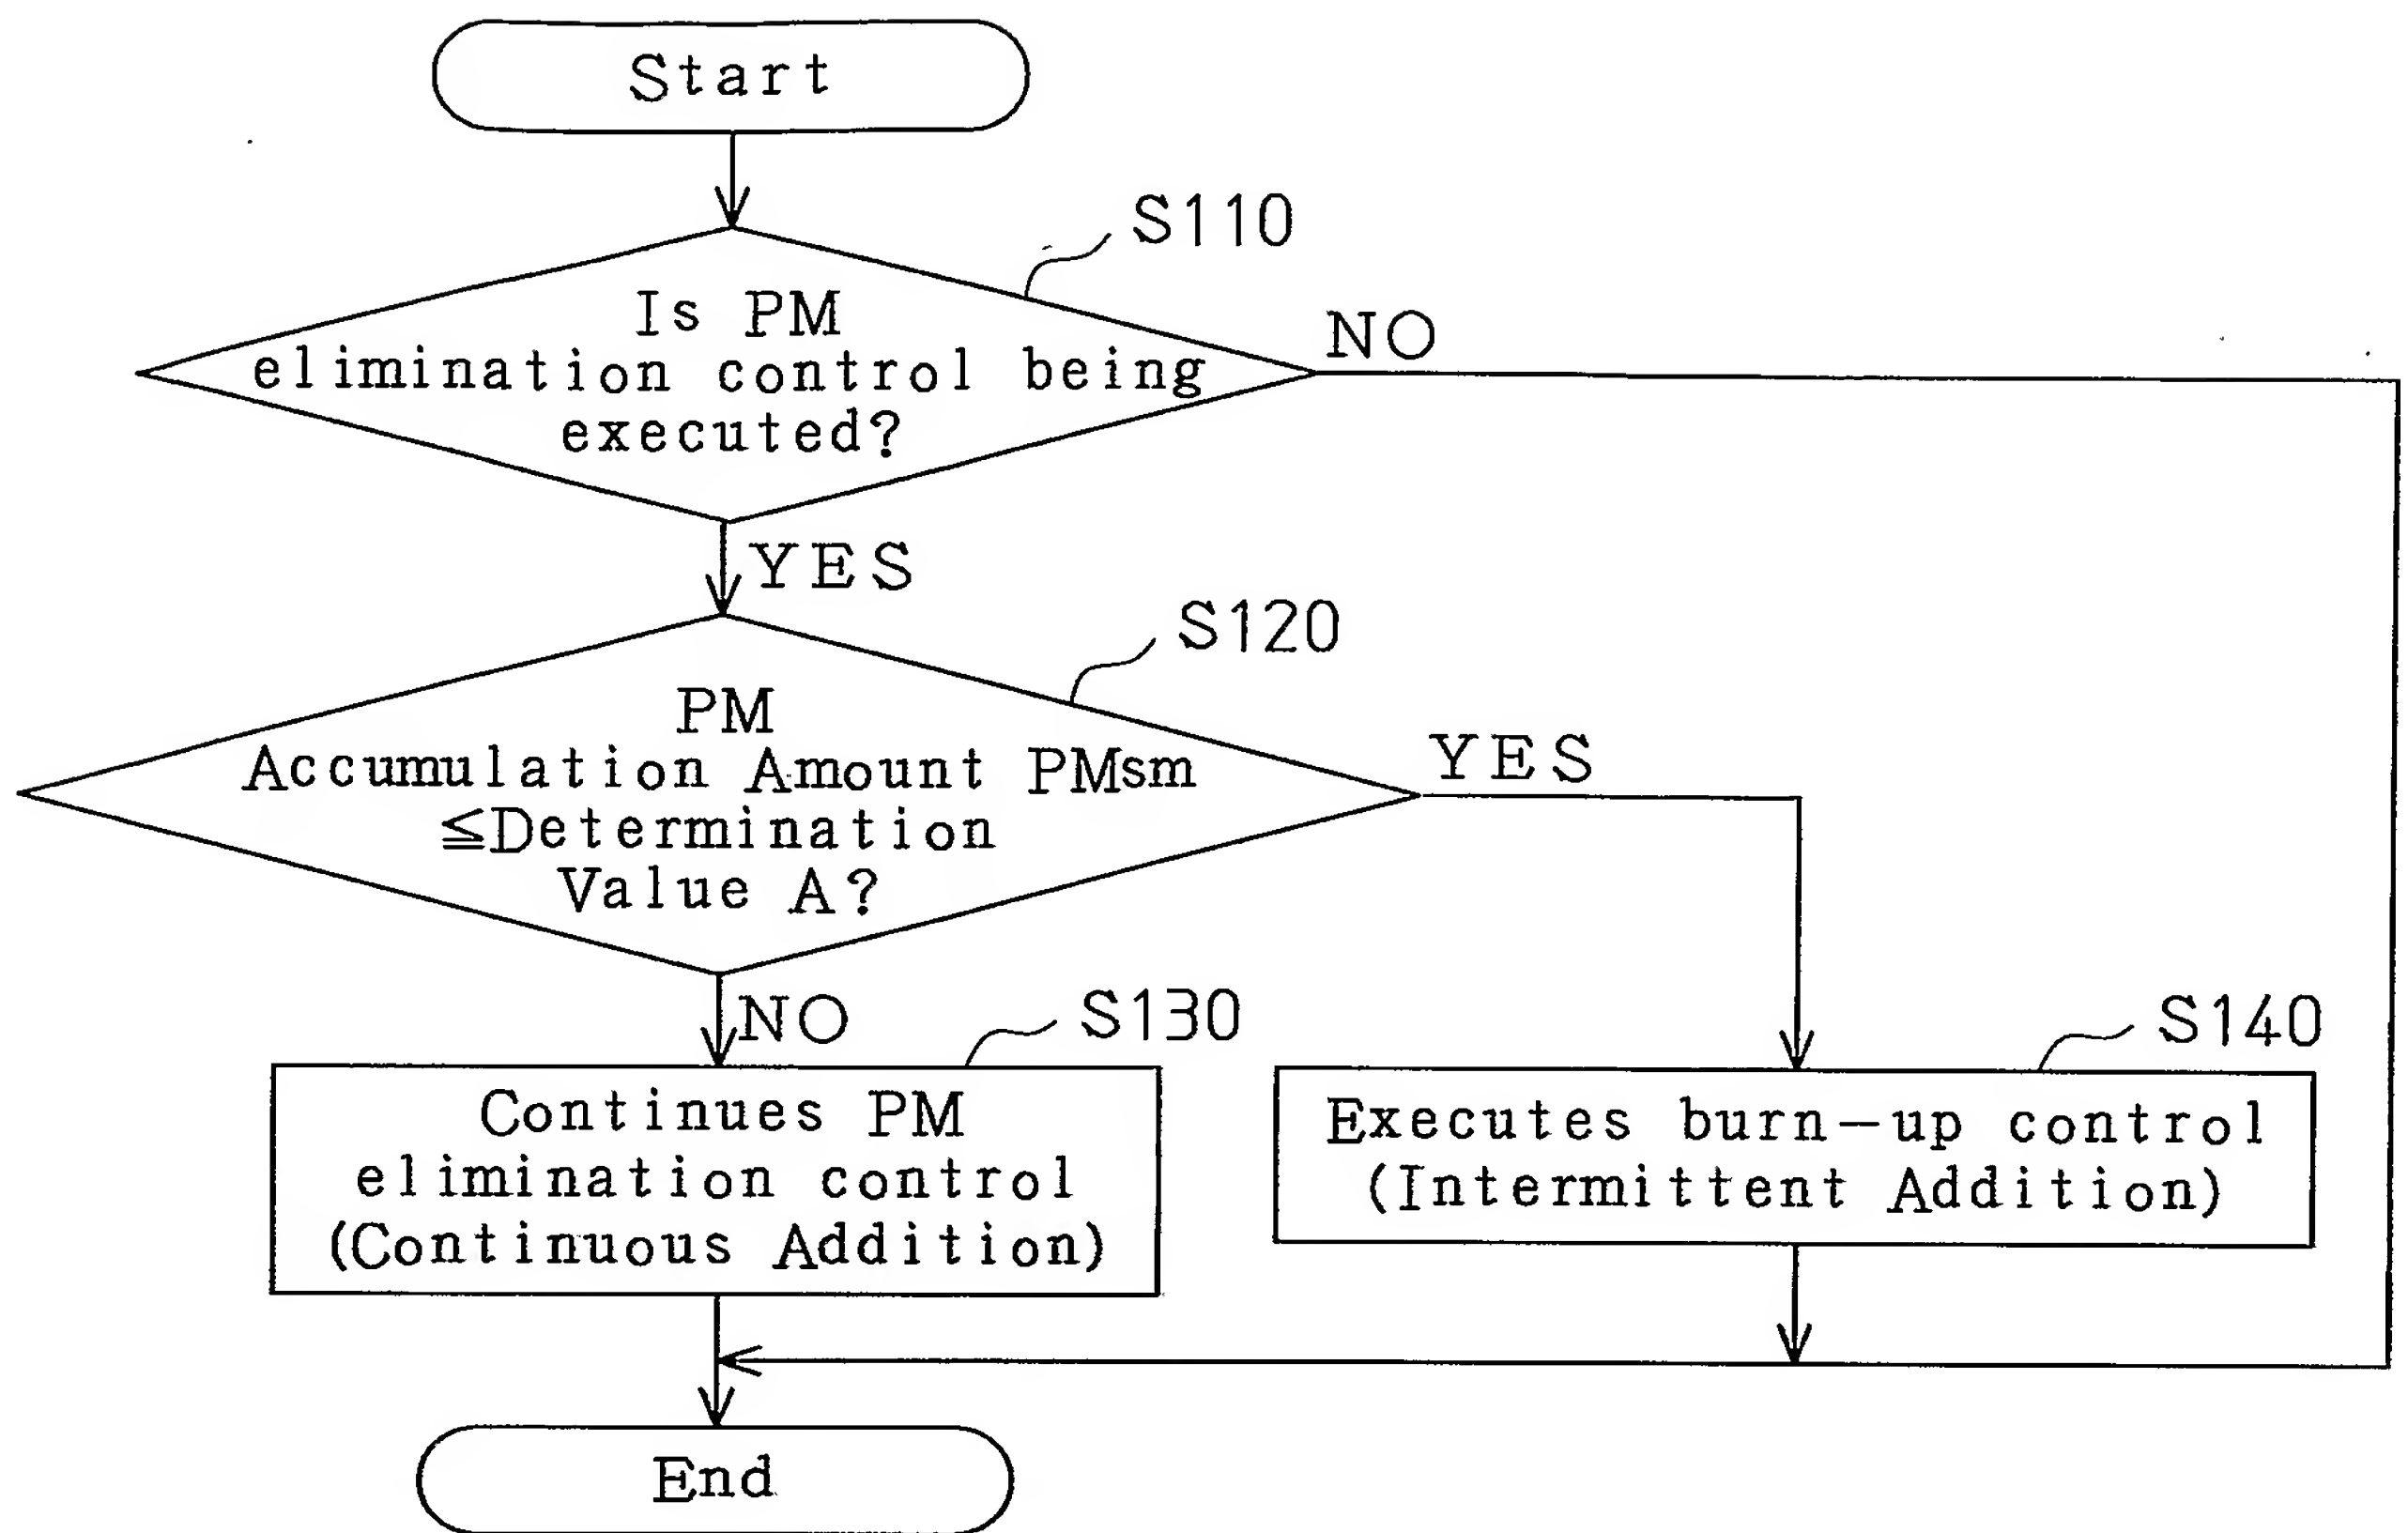 Start
S110
Is PM
elimination control being
executed?
NO
YES
S120
PM
Accumulation Amount PMsm
≦Determination
Value A?
YES
NO
S130
S140
Continues PM
elimination control
(Continuous Addition)
Executes burn-up control
(Intermittent Addition)
End